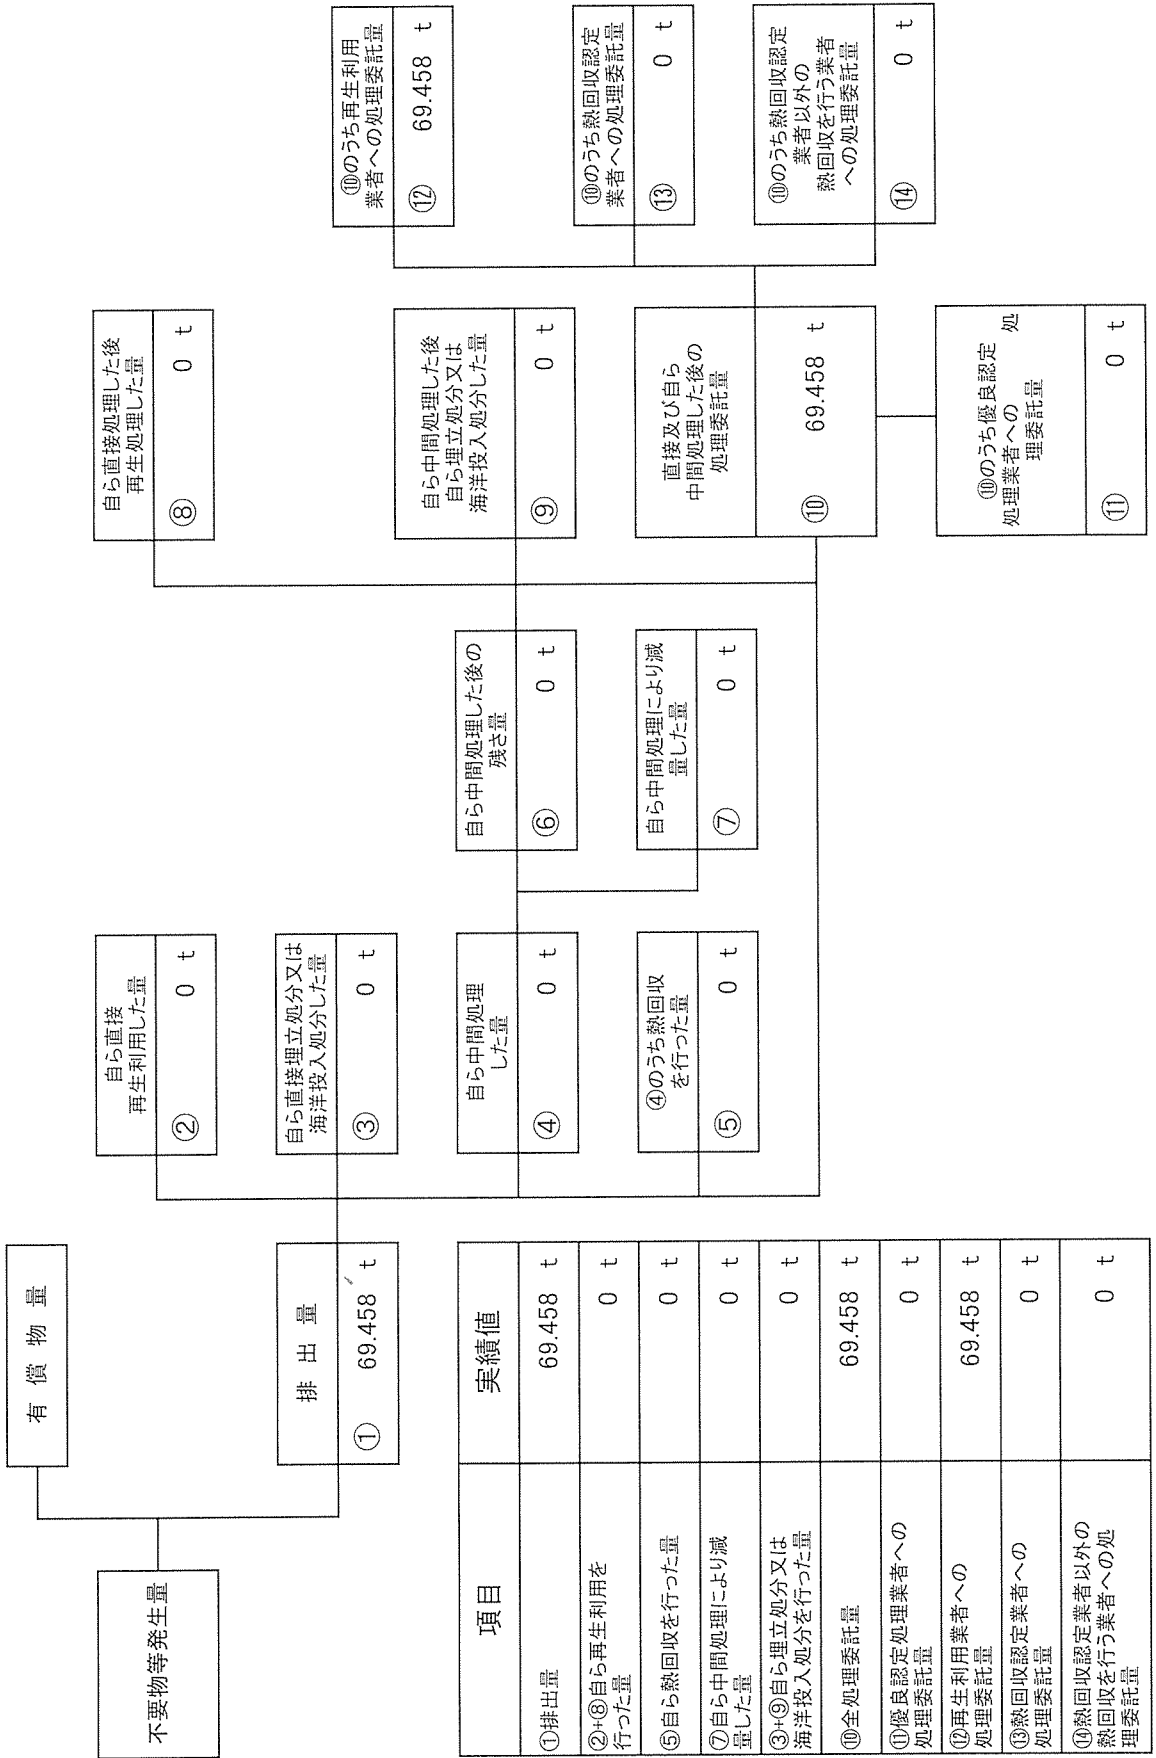 不要物等発生量
有 償 物 量
排 出 量
① 69.458 t
自ら直接
再生利用した量
② 0 t
自ら直接埋立処分又は
海洋投入処分した量
③ 0 t
自ら中間処理
した量
④ 0 t
④のうち熱回収
を行った量
⑤ 0 t
自ら中間処理した後の
残さ量
⑥ 0 t
自ら中間処理により減
量した量
⑦ 0 t
自ら直接処理した後
再生処理した量
⑧ 0 t
自ら中間処理した後
自ら埋立処分又は
海洋投入処分した量
⑨ 0 t
直接及び自ら
中間処理した後の
処理委託量
⑩ 69.458 t
⑩のうち優良認定 処
処理業者への
理委託量
⑪ 0 t
⑩のうち再生利用
業者への処理委託量
⑫ 69.458 t
⑩のうち熱回収認定
業者への処理委託量
⑬ 0 t
⑩のうち熱回収認定
業者以外の
熱回収を行う業者
への処理委託量
⑭ 0 t
項目 実績値
①排出量 69.458 t
②+⑧自ら再生利用を
行った量 0 t
⑤自ら熱回収を行った量 0 t
⑦自ら中間処理により減
量した量 0 t
③+⑨自ら埋立処分又は
海洋投入処分を行った量 0 t
⑩全処理委託量 69.458 t
⑪優良認定処理業者への
処理委託量 0 t
⑫再生利用業者への
処理委託量 69.458 t
⑬熱回収認定業者への
処理委託量 0 t
⑭熱回収認定業者以外の
熱回収を行う業者への処
理委託量 0 t